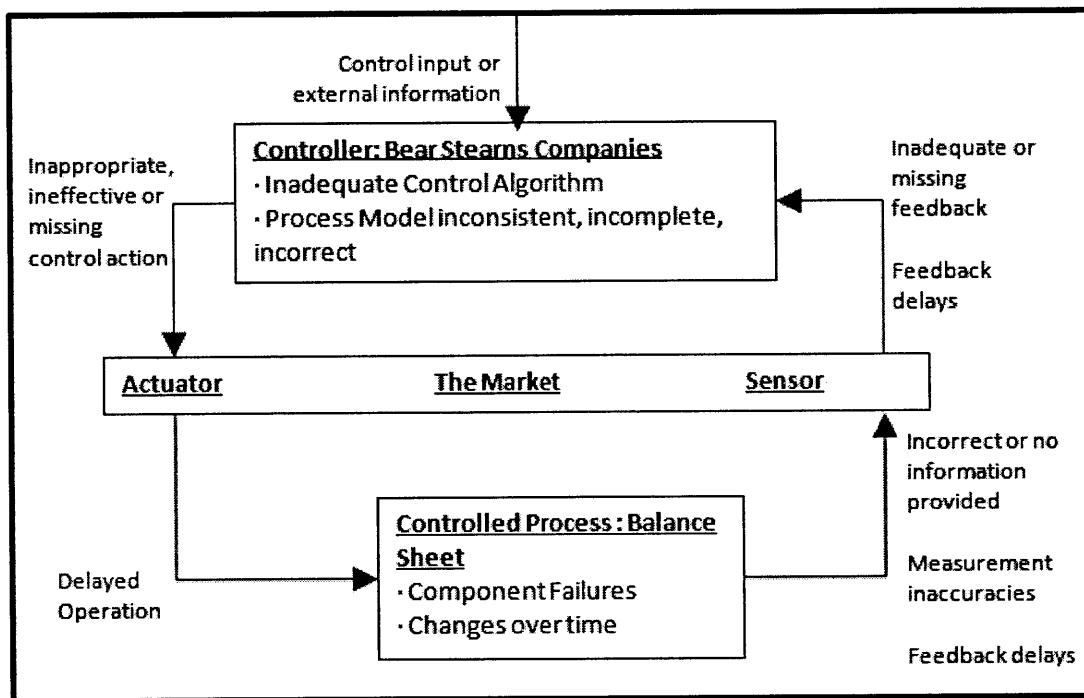 Control input or
external information
Controller: Bear Stearns Companies
· Inadequate Control Algorithm
· Process Model inconsistent, incomplete,
incorrect
Inappropriate,
ineffective or
missing
control action
Inadequate or
missing
feedback
Feedback
delays
Actuator The Market Sensor
Delayed
Operation
Controlled Process : Balance
Sheet
· Component Failures
· Changes over time
Incorrect or no
information
provided
Measurement
inaccuracies
Feedback delays